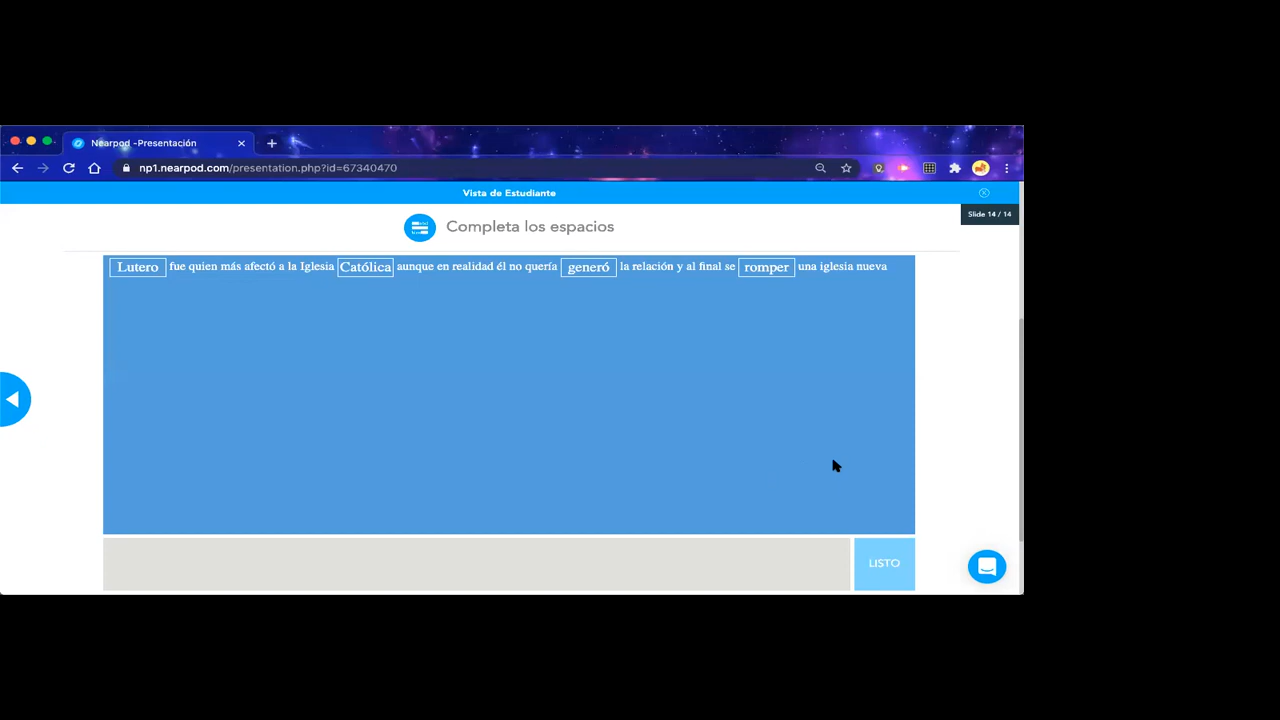 Nearpod -Presentación
np1.nearpod.com/presentation.php?id=67340470
Vista de Estudiante
Slide 14 / 14
Completa los espacios
Lutero fue quien más afectó a la Iglesia Católica aunque en realidad él no quería generó la relación y al final se romper una iglesia nueva
LISTO